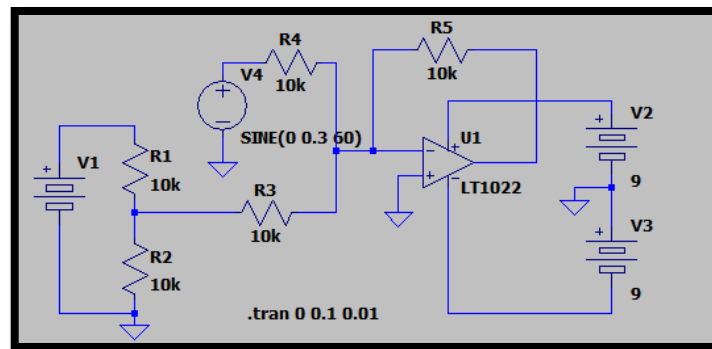 R4
10k
V4
SINE(0 0.3 60)
R5
10k
U1
LT1022
V2
9
V3
9
V1
R1
10k
R3
10k
R2
10k
.tran 0 0.1 0.01